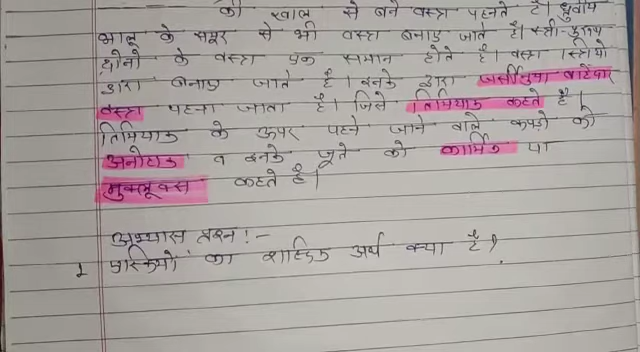 की खाल से बने वस्त्र पहनते है। ध्रुवीय
भालू के समूर से भी वस्त्र बनाए जाते है। स्त्री-पुरुष
दोनो के वस्त्र एक समान होते है। वस्त्र स्त्रियो
द्वारा बनाए जाते है। इनके द्वारा जर्सीनुमा बाहेदार
वस्त्र पहना जाता है। जिसे तिमियाक कहते है।
तिमियाक के ऊपर पहने जाने वाले कपड़ो को
अनोहाक व इनके जूते को कार्मिक या
मुक्लूक्स कहते है।
अभ्यास प्रश्न:-
1 का शाब्दिक अर्थ क्या है?